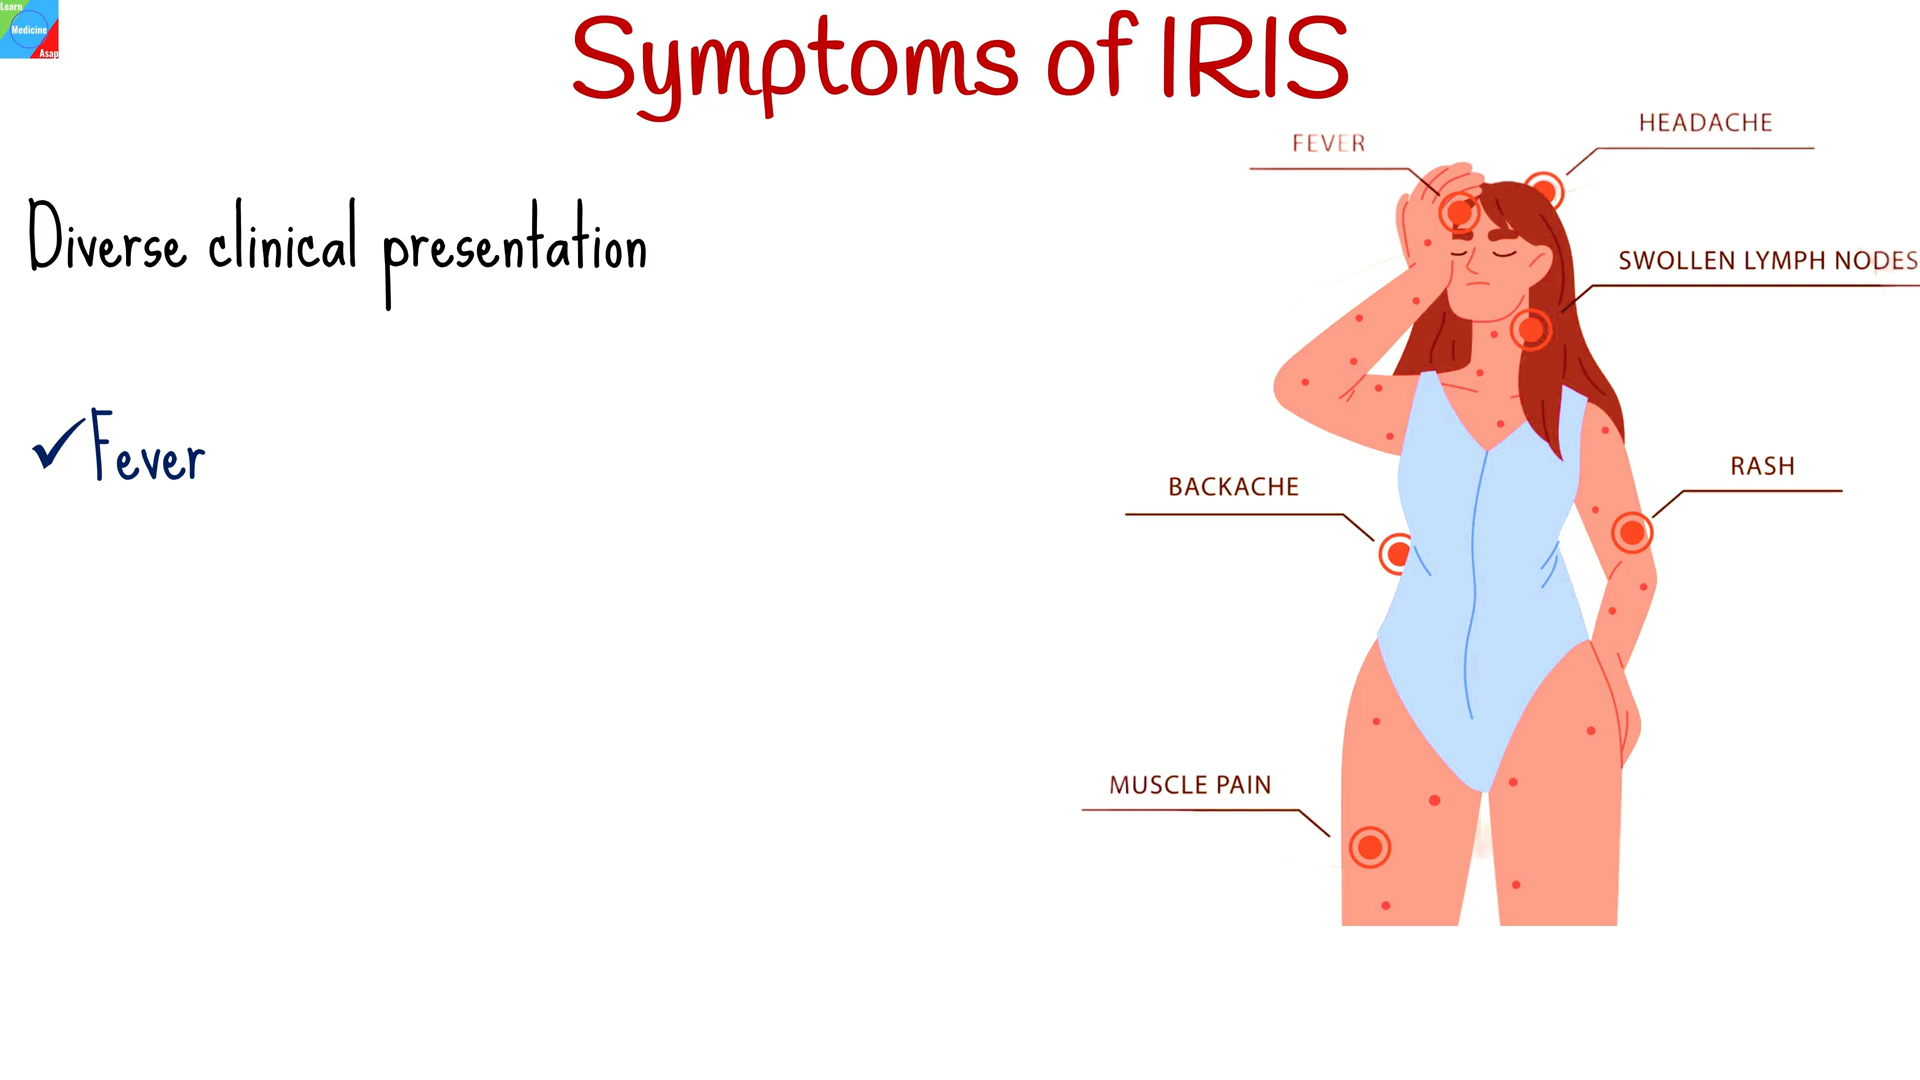 Learn
Medicine
Asap
Symptoms of IRIS
HEADACHE
FEVER
Diverse clinical presentation
SWOLLEN LYMPH NODES
✓Fever
RASH
BACKACHE
MUSCLE PAIN